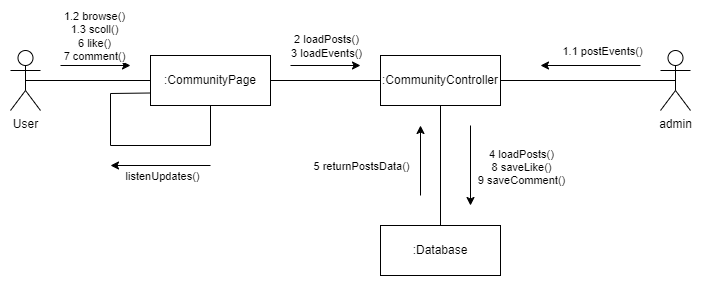 1.2 browse()
1.3 scoll()
6 like()
7 comment()
2 loadPosts()
3 loadEvents()
1.1 postEvents()
:CommunityPage
:CommunityController
User
admin
listenUpdates()
5 returnPostsData()
4 loadPosts()
8 saveLike()
9 saveComment()
:Database